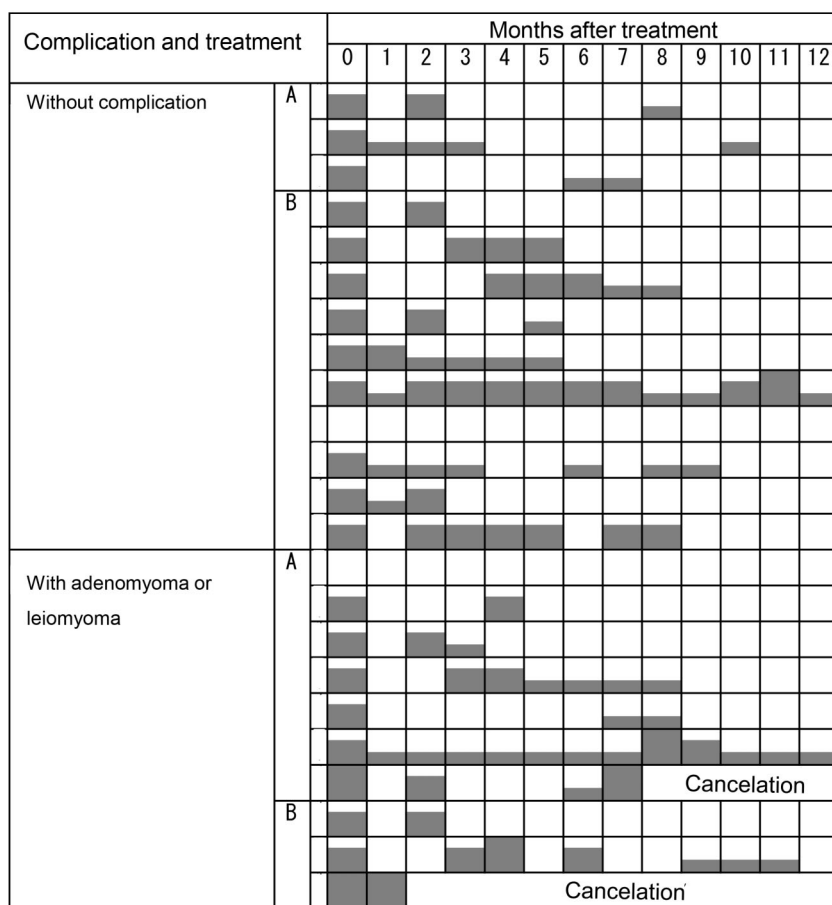 Complication and treatment
Months after treatment
0 1 2 3 4 5 6 7 8 9 10 11 12
Without complication
A
B
With adenomyoma or
leiomyoma
A
Cancelation
B
Cancelation